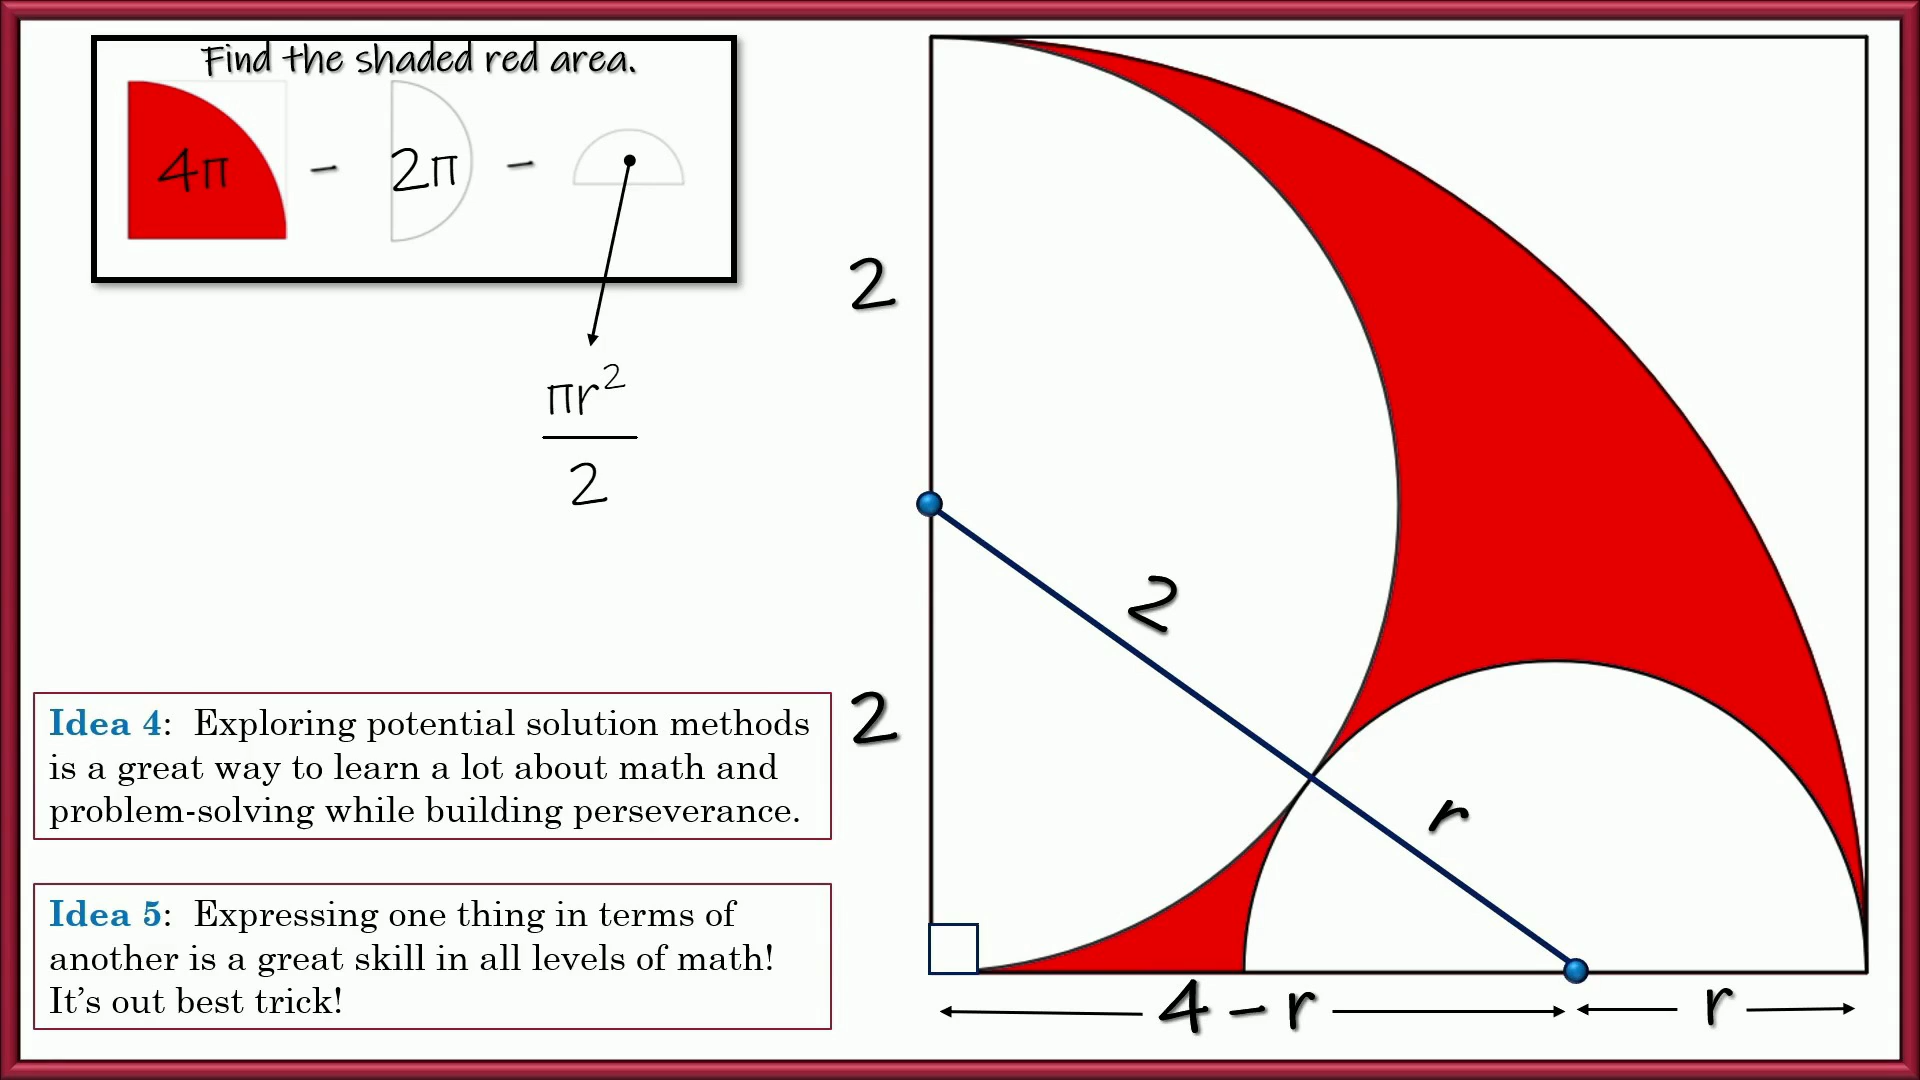 Find the shaded red area.
4π - 2π -
πr²
2
2
2
2
r
4 - r
r
Idea 4: Exploring potential solution methods
is a great way to learn a lot about math and
problem-solving while building perseverance.
Idea 5: Expressing one thing in terms of
another is a great skill in all levels of math!
It's out best trick!